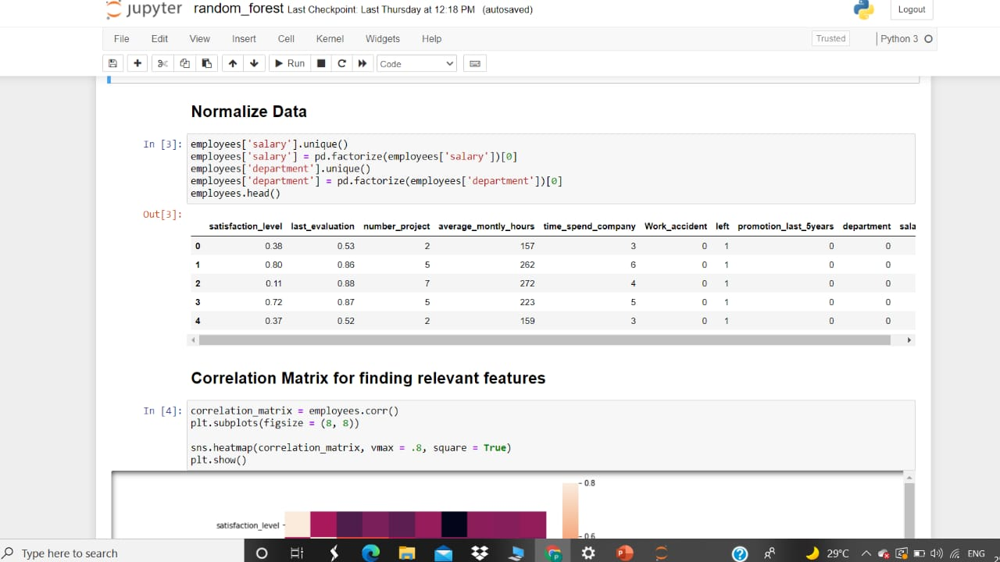 jupyter random_forest Last Checkpoint: Last Thursday at 12:18 PM (autosaved) Logout
File Edit View Insert Cell Kernel Widgets Help Trusted Python 3
Run Code
Normalize Data
In [3]: employees['salary'].unique()
employees['salary'] = pd.factorize(employees['salary'])[0]
employees['department'].unique()
employees['department'] = pd.factorize(employees['department'])[0]
employees.head()
Out[3]:
satisfaction_level last_evaluation number_project average_montly_hours time_spend_company Work_accident left promotion_last_5years department sala
0 0.38 0.53 2 157 3 0 1 0 0
1 0.80 0.86 5 262 6 0 1 0 0
2 0.11 0.88 7 272 4 0 1 0 0
3 0.72 0.87 5 223 5 0 1 0 0
4 0.37 0.52 2 159 3 0 1 0 0
Correlation Matrix for finding relevant features
In [4]: correlation_matrix = employees.corr()
plt.subplots(figsize = (8, 8))
sns.heatmap(correlation_matrix, vmax = .8, square = True)
plt.show()
0.8
satisfaction_level
0.6
Type here to search 29°C ENG